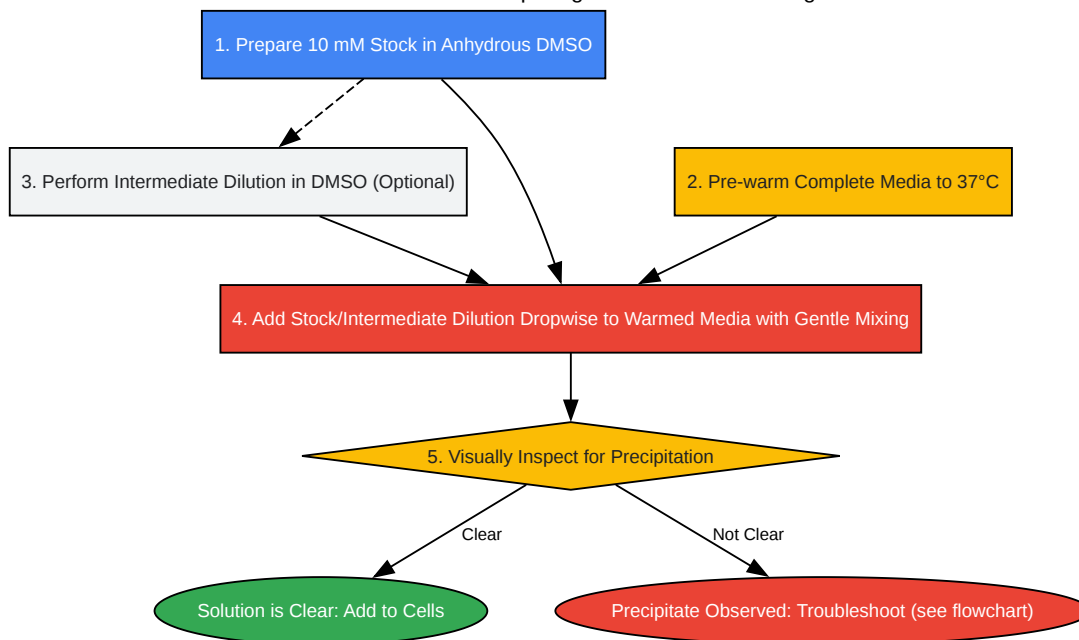 1. Prepare 10 mM Stock in Anhydrous DMSO
3. Perform Intermediate Dilution in DMSO (Optional)
2. Pre-warm Complete Media to 37°C
4. Add Stock/Intermediate Dilution Dropwise to Warmed Media with Gentle Mixing
5. Visually Inspect for Precipitation
Clear
Not Clear
Solution is Clear: Add to Cells
Precipitate Observed: Troubleshoot (see flowchart)